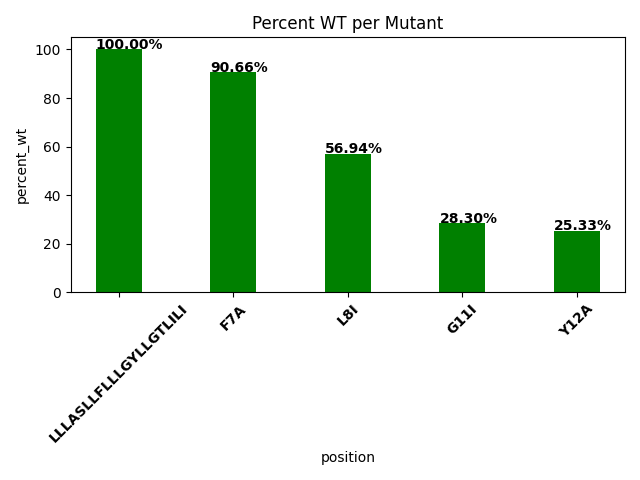 Percent WT per Mutant
percent_wt
100
80
60
40
20
0
100.00%
90.66%
56.94%
28.30%
25.33%
LLLASLLFLLLGYLLGTLILI
F7A
L8I
G11I
Y12A
position